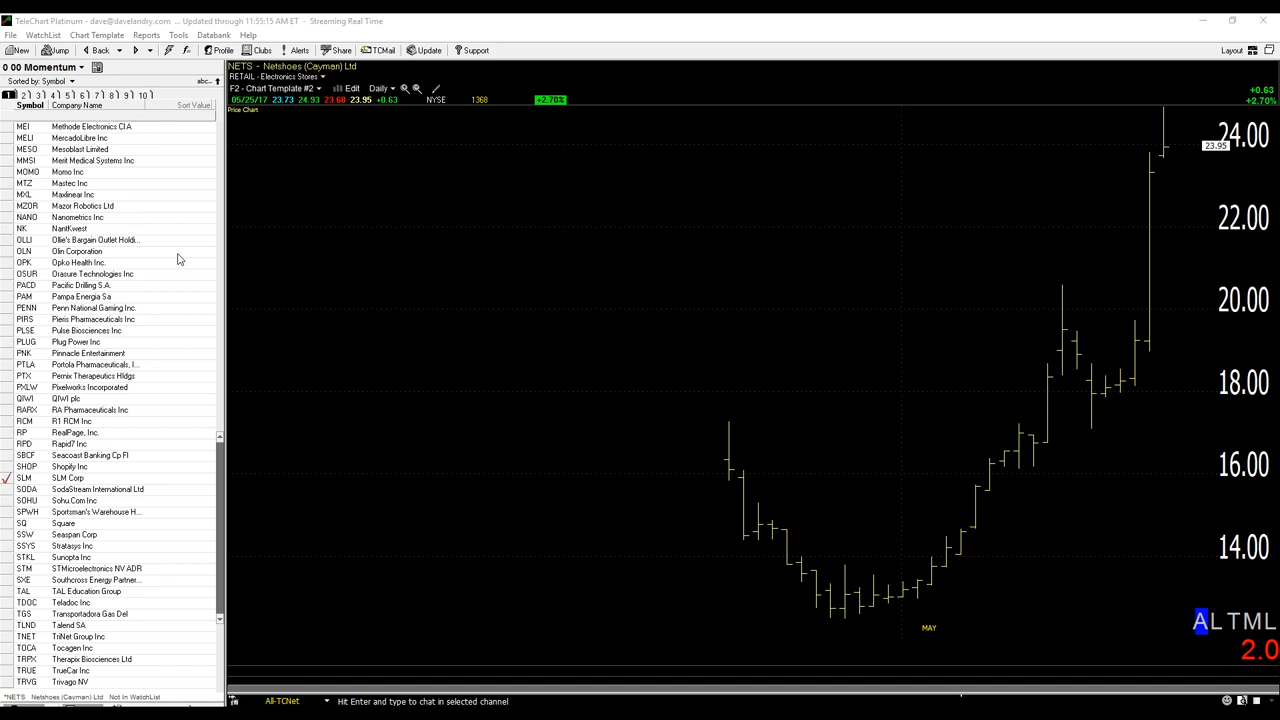 TeleChart Platinum - dave@davelandry.com ... Updated through 11:55:15 AM ET - Streaming Real Time
File WatchList Chart Template Reports Tools Databank Help
New Jump Back Profile Clubs Alerts Share TCMail Update Support Layout
0 00 Momentum
Sorted by: Symbol abc..
1 2 3 4 5 6 7 8 9 10
Symbol Company Name Sort Value
MEI Methode Electronics Cl A
MELI MercadoLibre Inc
MESO Mesoblast Limited
MMSI Merit Medical Systems Inc
MOMO Momo Inc
MTZ Mastec Inc
MXL Maxlinear Inc
MZOR Mazor Robotics Ltd
NANO Nanometrics Inc
NK NantKwest
OLLI Ollie's Bargain Outlet Holdi...
OLN Olin Corporation
OPK Opko Health Inc.
OSUR Orasure Technologies Inc
PACD Pacific Drilling S.A.
PAM Pampa Energia Sa
PENN Penn National Gaming Inc.
PIRS Pieris Pharmaceuticals Inc
PLSE Pulse Biosciences Inc
PLUG Plug Power Inc
PNK Pinnacle Entertainment
PTLA Portola Pharmaceuticals, I...
PTX Pernix Therapeutics Hldgs
PXLW Pixelworks Incorporated
QIWI QIWI plc
RARX RA Pharmaceuticals Inc
RCM R1 RCM Inc
RP RealPage, Inc.
RPD Rapid7 Inc
SBCF Seacoast Banking Cp Fl
SHOP Shopify Inc
SLM SLM Corp
SODA SodaStream International Ltd
SOHU Sohu.Com Inc
SPWH Sportsman's Warehouse H...
SQ Square
SSW Seaspan Corp
SSYS Stratasys Inc
STKL Sunopta Inc
STM STMicroelectronics NV ADR
SXE Southcross Energy Partner...
TAL TAL Education Group
TDOC Teladoc Inc
TGS Transportadora Gas Del
TLND Talend SA
TNET TriNet Group Inc
TOCA Tocagen Inc
TRPX Therapix Biosciences Ltd
TRUE TrueCar Inc
TRVG Trivago NV
*NETS Netshoes (Cayman) Ltd Not In WatchList
NETS - Netshoes (Cayman) Ltd
RETAIL - Electronics Stores
F2 - Chart Template #2 Edit Daily
05/25/17 23.73 24.93 23.68 23.95 +0.63 NYSE 1368 +2.70%
+0.63
+2.70%
Price Chart
24.00
23.95
22.00
20.00
18.00
16.00
14.00
MAY
ALTML
2.0
All-TCNet Hit Enter and type to chat in selected channel